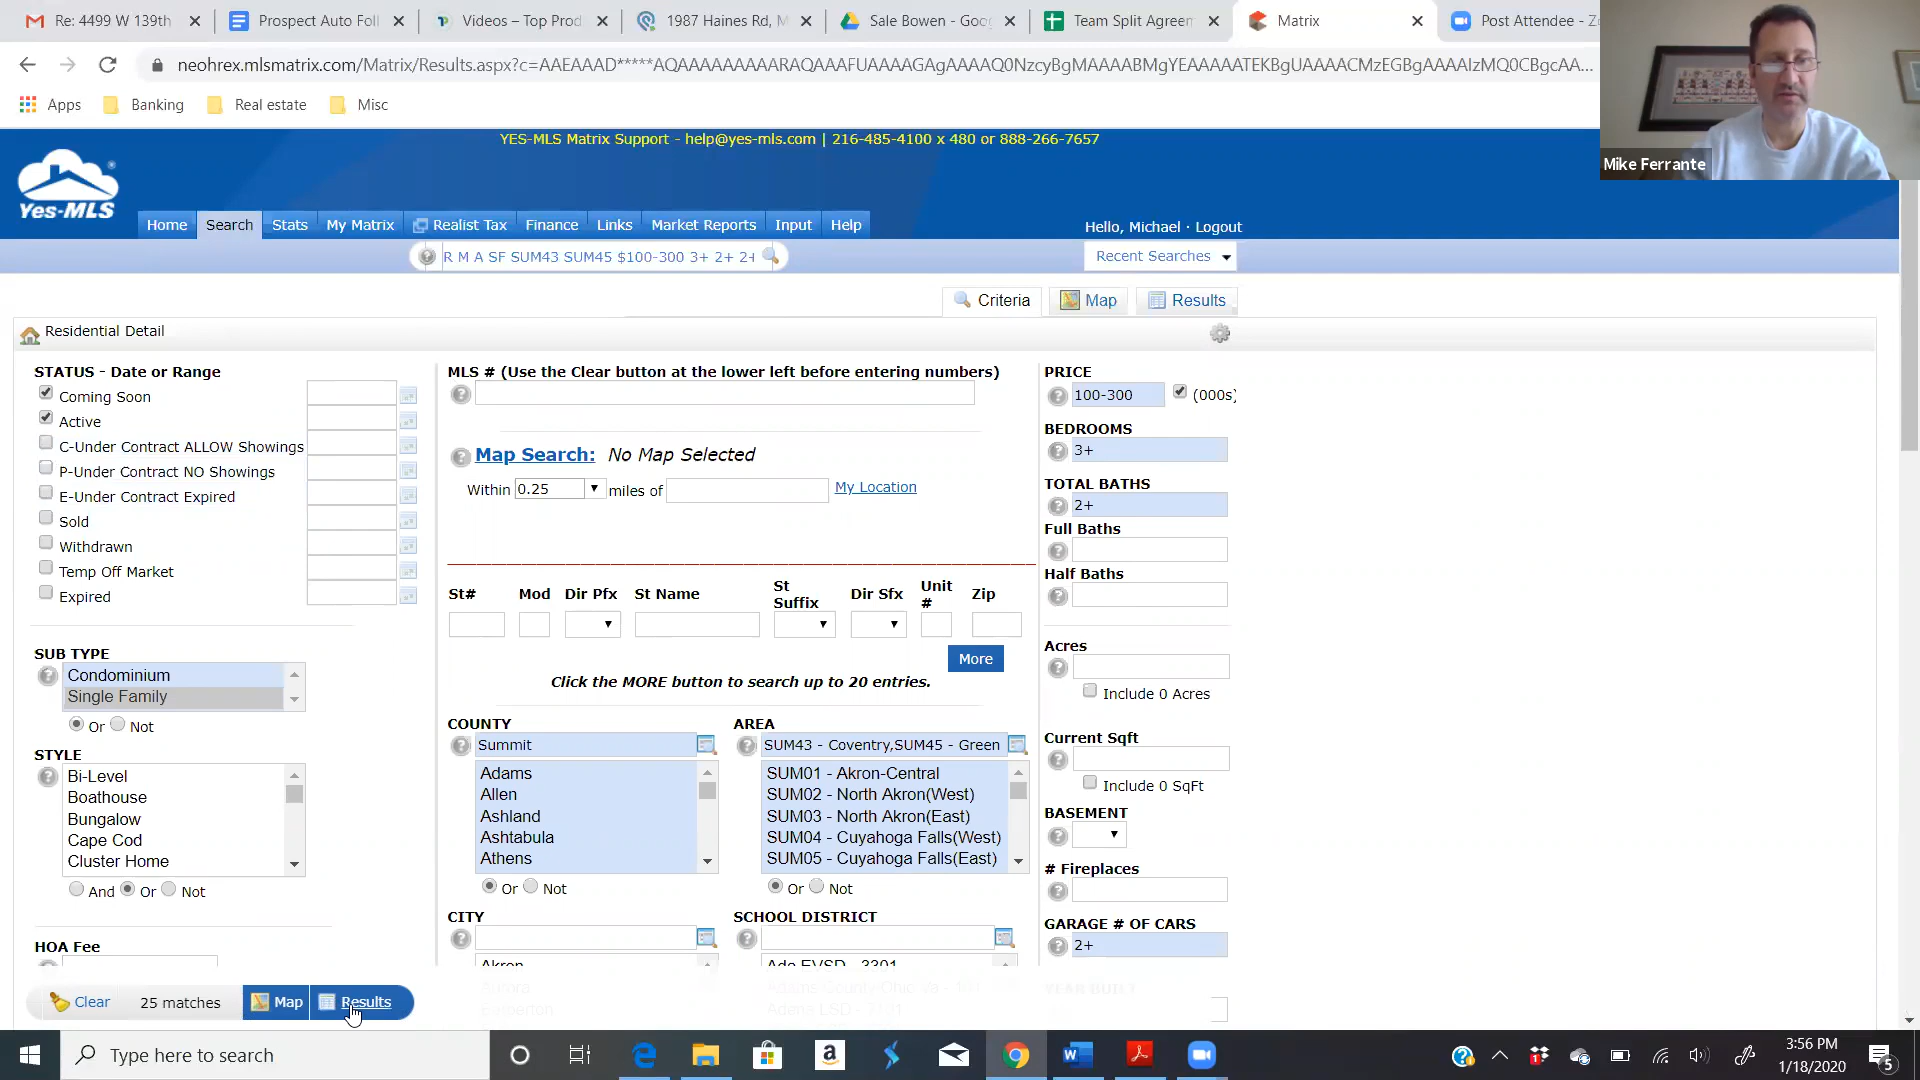 Re: 4499 W 139th
Prospect Auto Foll
Videos – Top Prod
1987 Haines Rd, M
Sale Bowen - Goo
Team Split Agreem
Matrix
Post Attendee - Zo
neohrex.mlsmatrix.com/Matrix/Results.aspx?c=AAEAAAD*****AQAAAAAAAAARAQAAAFUAAAAGAgAAAAQ0NzcyBgMAAAABMgYEAAAAATEKBgUAAAACMzEGBgAAAAIzMQ0CBgcAA...
Apps
Banking
Real estate
Misc
Mike Ferrante
YES-MLS Matrix Support - help@yes-mls.com | 216-485-4100 x 480 or 888-266-7657
Yes-MLS
Home
Search
Stats
My Matrix
Realist Tax
Finance
Links
Market Reports
Input
Help
Hello, Michael · Logout
R M A SF SUM43 SUM45 $100-300 3+ 2+ 2+
Recent Searches
Criteria
Map
Results
Residential Detail
STATUS - Date or Range
Coming Soon
Active
C-Under Contract ALLOW Showings
P-Under Contract NO Showings
E-Under Contract Expired
Sold
Withdrawn
Temp Off Market
Expired
SUB TYPE
Condominium
Single Family
Or Not
STYLE
Bi-Level
Boathouse
Bungalow
Cape Cod
Cluster Home
And Or Not
HOA Fee
MLS # (Use the Clear button at the lower left before entering numbers)
Map Search: No Map Selected
Within 0.25 miles of My Location
St# Mod Dir Pfx St Name St Suffix Dir Sfx Unit # Zip
More
Click the MORE button to search up to 20 entries.
COUNTY
Summit
Adams
Allen
Ashland
Ashtabula
Athens
Or Not
AREA
SUM43 - Coventry,SUM45 - Green
SUM01 - Akron-Central
SUM02 - North Akron(West)
SUM03 - North Akron(East)
SUM04 - Cuyahoga Falls(West)
SUM05 - Cuyahoga Falls(East)
Or Not
CITY
Akron
Aurora
SCHOOL DISTRICT
Ada EVSD - 3301
PRICE
100-300 (000s)
BEDROOMS
3+
TOTAL BATHS
2+
Full Baths
Half Baths
Acres
Include 0 Acres
Current Sqft
Include 0 SqFt
BASEMENT
# Fireplaces
GARAGE # OF CARS
2+
YEAR BUILT
Clear
25 matches
Map
Results
Type here to search
3:56 PM
1/18/2020
5